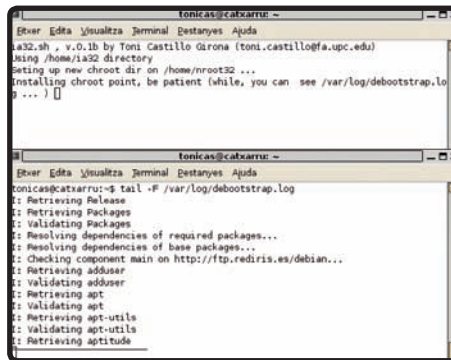 tonicas@catxarru: ~
Fitxer Edita Visualitza Terminal Pestanyes Ajuda
ia32.sh , v.0.1b by Toni Castillo Girona (toni.castillo@fa.upc.edu)
Using /home/ia32 directory
Seting up new chroot dir on /home/nroot32 ...
Installing chroot point, be patient (while, you can see /var/log/debootstrap.lo
g ... )
tonicas@catxarru: ~
Fitxer Edita Visualitza Terminal Pestanyes Ajuda
tonicas@catxarru:~$ tail -F /var/log/debootstrap.log
I: Retrieving Release
I: Retrieving Packages
I: Validating Packages
I: Resolving dependencies of required packages...
I: Resolving dependencies of base packages...
I: Checking component main on http://ftp.rediris.es/debian...
I: Retrieving adduser
I: Validating adduser
I: Retrieving apt
I: Validating apt
I: Retrieving apt-utils
I: Validating apt-utils
I: Retrieving aptitude